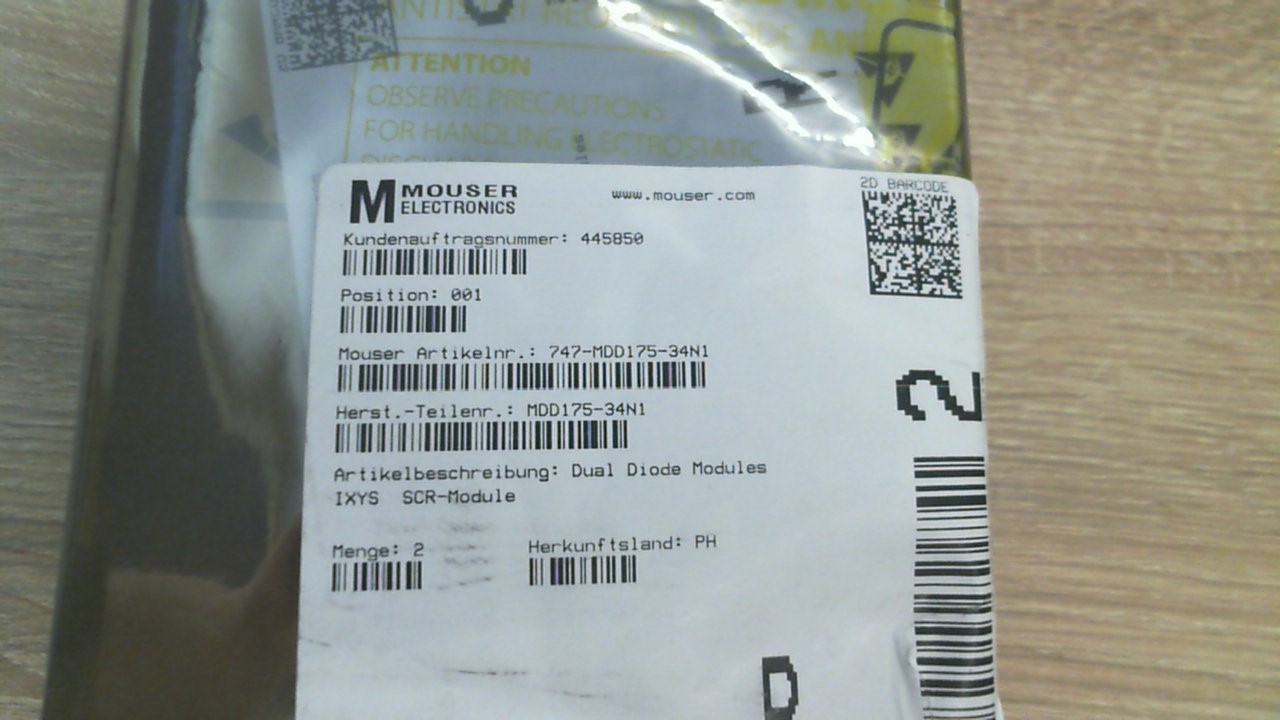 ATTENTION
OBSERVE PRECAUTIONS
FOR HANDLING ELECTROSTATIC
M MOUSER
ELECTRONICS
www.mouser.com
2D BARCODE
Kundenauftragsnummer: 445850
Position: 001
Mouser Artikelnr.: 747-MDD175-34N1
Herst.-Teilenr.: MDD175-34N1
Artikelbeschreibung: Dual Diode Modules
IXYS SCR-Module
Menge: 2
Herkunftsland: PH
2